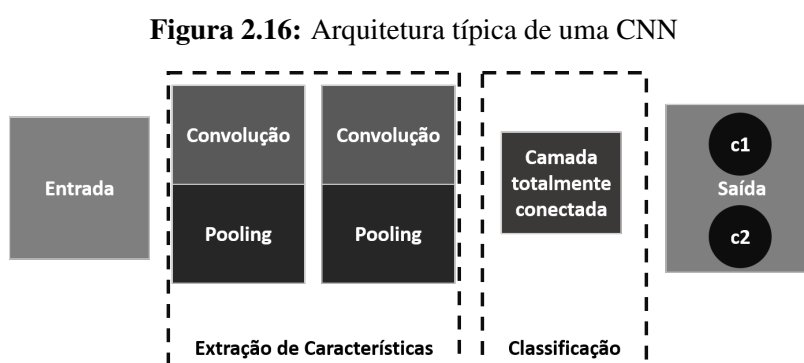 Figura 2.16: Arquitetura típica de uma CNN
Entrada
Convolução
Pooling
Convolução
Pooling
Extração de Características
Camada
totalmente
conectada
Classificação
c1
Saída
c2